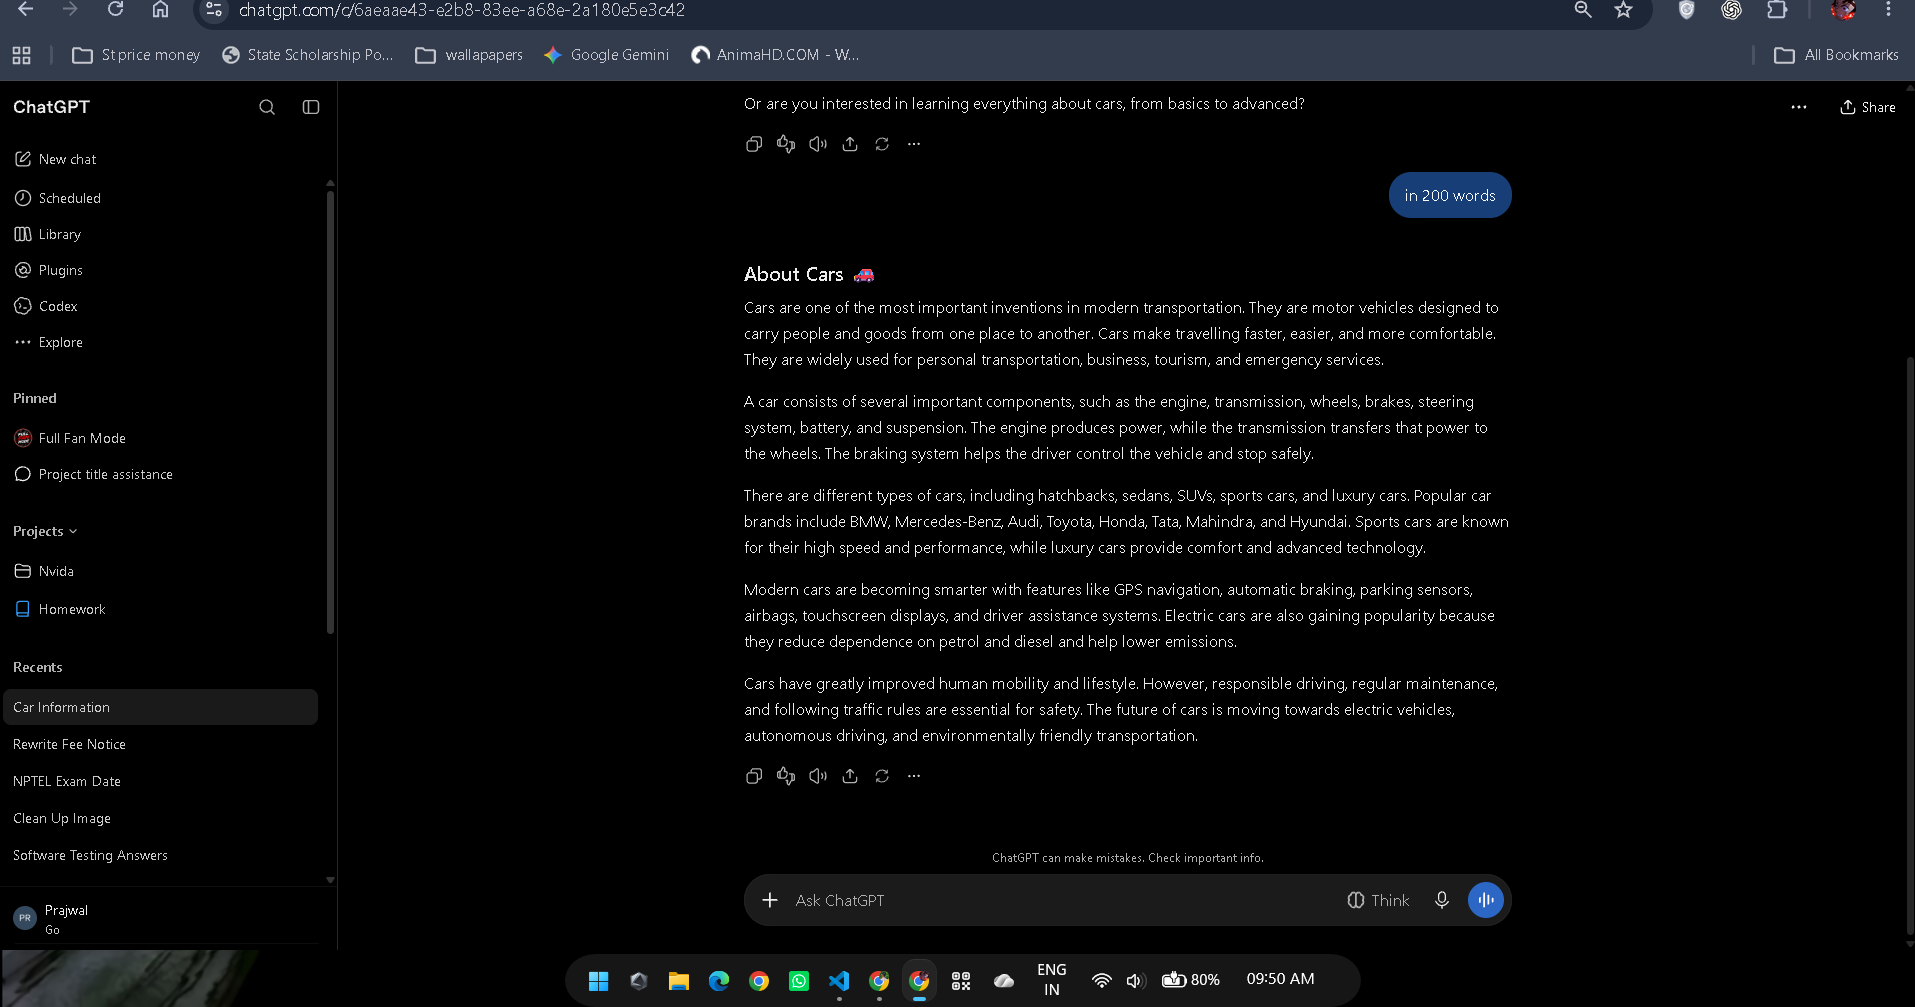 chatgpt.com/c/6aeaae43-e2b8-83ee-a68e-2a180e5e3c42
St price money
State Scholarship Po...
wallapapers
Google Gemini
AnimaHD.COM - W...
All Bookmarks
ChatGPT
New chat
Scheduled
Library
Plugins
Codex
Explore
Pinned
Full Fan Mode
Project title assistance
Projects
Nvida
Homework
Recents
Car Information
Rewrite Fee Notice
NPTEL Exam Date
Clean Up Image
Software Testing Answers
PR
Prajwal
Go
Share
Or are you interested in learning everything about cars, from basics to advanced?
in 200 words
About Cars
Cars are one of the most important inventions in modern transportation. They are motor vehicles designed to
carry people and goods from one place to another. Cars make travelling faster, easier, and more comfortable.
They are widely used for personal transportation, business, tourism, and emergency services.
A car consists of several important components, such as the engine, transmission, wheels, brakes, steering
system, battery, and suspension. The engine produces power, while the transmission transfers that power to
the wheels. The braking system helps the driver control the vehicle and stop safely.
There are different types of cars, including hatchbacks, sedans, SUVs, sports cars, and luxury cars. Popular car
brands include BMW, Mercedes-Benz, Audi, Toyota, Honda, Tata, Mahindra, and Hyundai. Sports cars are known
for their high speed and performance, while luxury cars provide comfort and advanced technology.
Modern cars are becoming smarter with features like GPS navigation, automatic braking, parking sensors,
airbags, touchscreen displays, and driver assistance systems. Electric cars are also gaining popularity because
they reduce dependence on petrol and diesel and help lower emissions.
Cars have greatly improved human mobility and lifestyle. However, responsible driving, regular maintenance,
and following traffic rules are essential for safety. The future of cars is moving towards electric vehicles,
autonomous driving, and environmentally friendly transportation.
ChatGPT can make mistakes. Check important info.
Ask ChatGPT
Think
ENG
IN
80%
09:50 AM